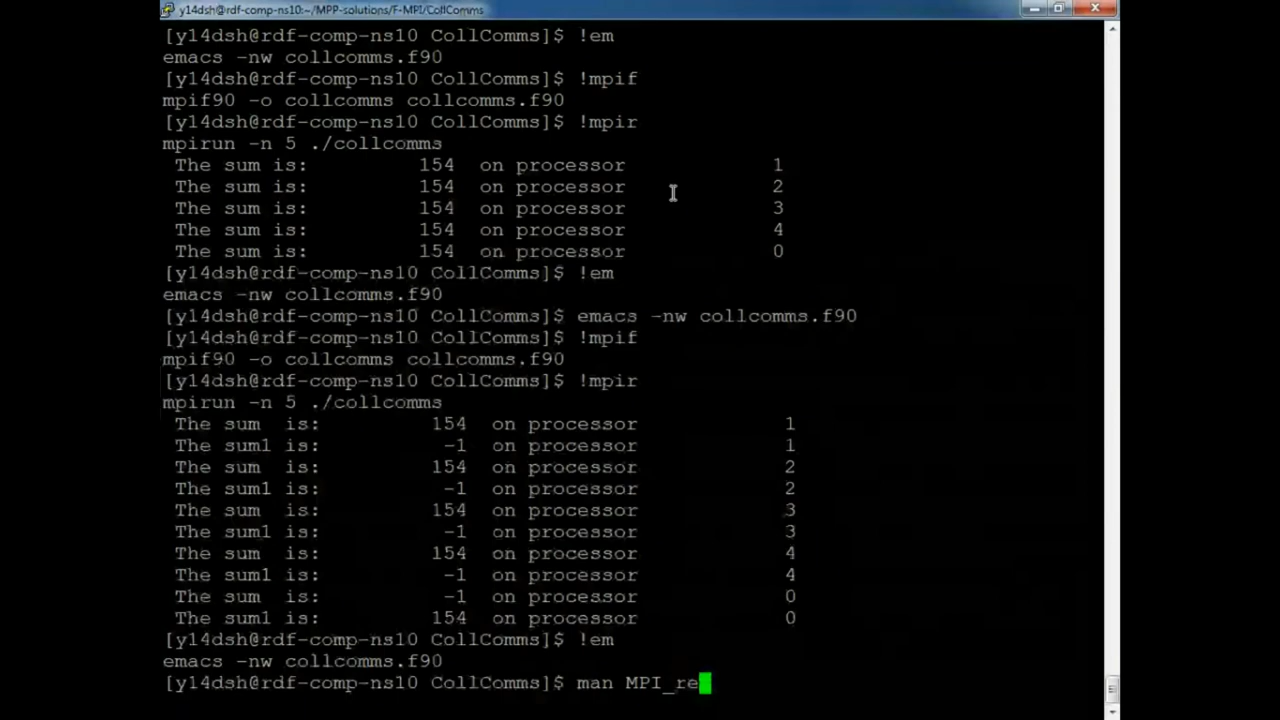 y14dsh@rdf-comp-ns10:~/MPP-solutions/F-MPI/CollComms
[y14dsh@rdf-comp-ns10 CollComms]$ !em
emacs -nw collcomms.f90
[y14dsh@rdf-comp-ns10 CollComms]$ !mpif
mpif90 -o collcomms collcomms.f90
[y14dsh@rdf-comp-ns10 CollComms]$ !mpir
mpirun -n 5 ./collcomms
The sum is: 154 on processor 1
The sum is: 154 on processor 2
The sum is: 154 on processor 3
The sum is: 154 on processor 4
The sum is: 154 on processor 0
[y14dsh@rdf-comp-ns10 CollComms]$ !em
emacs -nw collcomms.f90
[y14dsh@rdf-comp-ns10 CollComms]$ emacs -nw collcomms.f90
[y14dsh@rdf-comp-ns10 CollComms]$ !mpif
mpif90 -o collcomms collcomms.f90
[y14dsh@rdf-comp-ns10 CollComms]$ !mpir
mpirun -n 5 ./collcomms
The sum is: 154 on processor 1
The sum1 is: -1 on processor 1
The sum is: 154 on processor 2
The sum1 is: -1 on processor 2
The sum is: 154 on processor 3
The sum1 is: -1 on processor 3
The sum is: 154 on processor 4
The sum1 is: -1 on processor 4
The sum is: -1 on processor 0
The sum1 is: 154 on processor 0
[y14dsh@rdf-comp-ns10 CollComms]$ !em
emacs -nw collcomms.f90
[y14dsh@rdf-comp-ns10 CollComms]$ man MPI_re